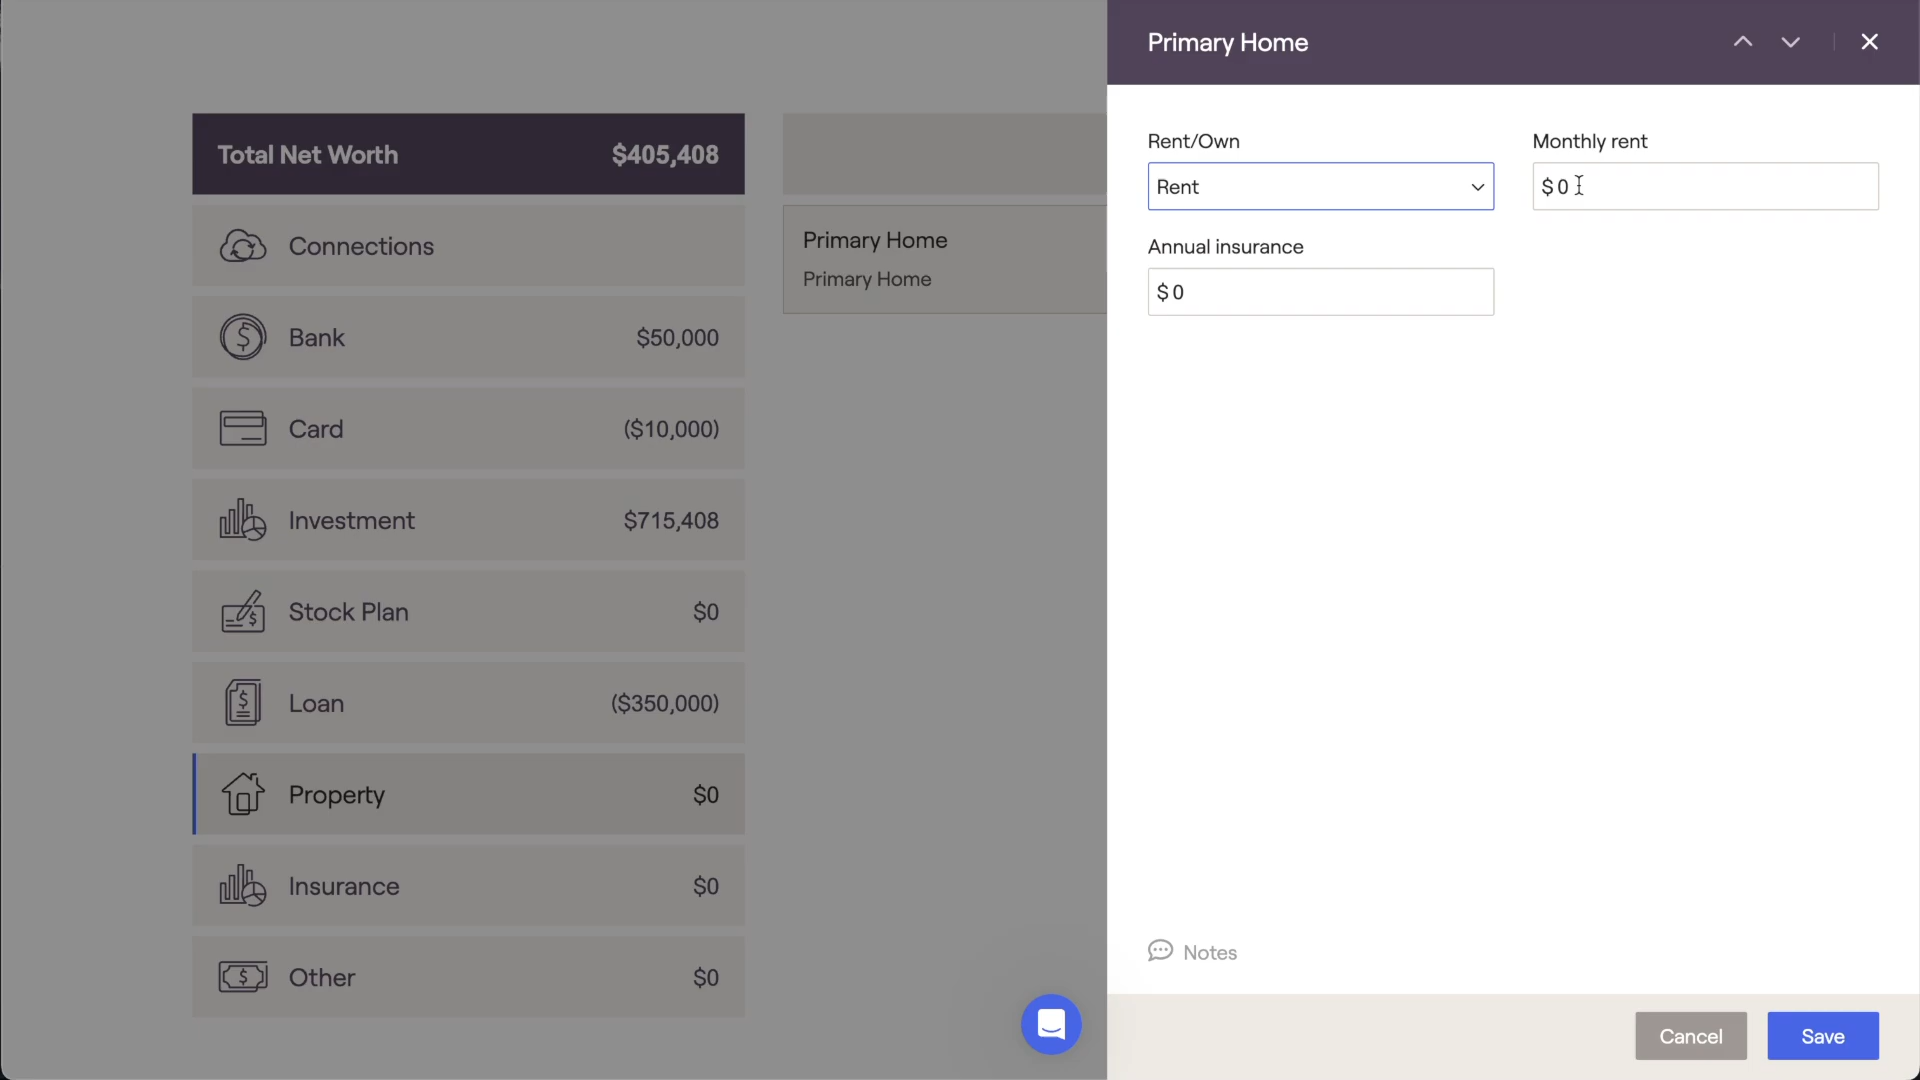 Total Net Worth $405,408
Connections
Bank $50,000
Card ($10,000)
Investment $715,408
Stock Plan $0
Loan ($350,000)
Property $0
Insurance $0
Other $0
Primary Home
Primary Home
Primary Home
Rent/Own
Rent
Monthly rent
$ 0
Annual insurance
$ 0
Notes
Cancel
Save